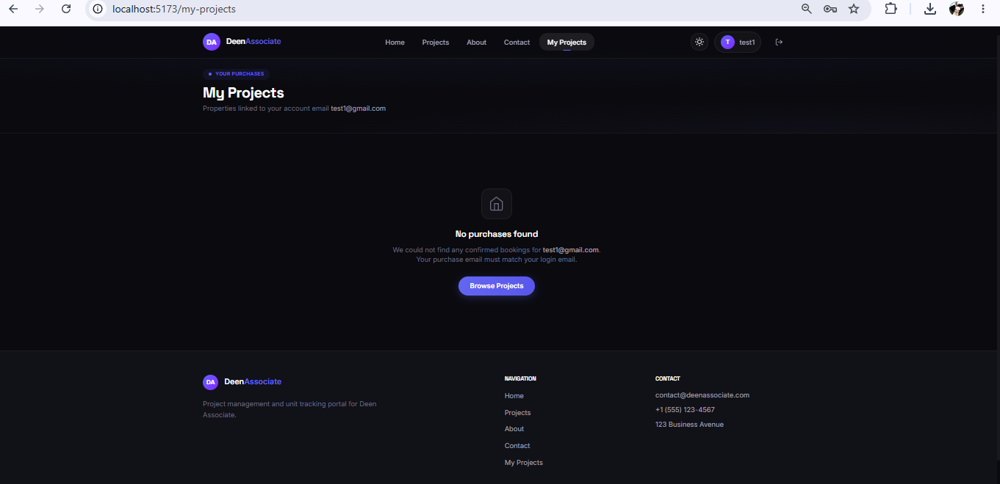 localhost:5173/my-projects
DA DeenAssociate Home Projects About Contact My Projects T test1
YOUR PURCHASES
My Projects
Properties linked to your account email test1@gmail.com
No purchases found
We could not find any confirmed bookings for test1@gmail.com.
Your purchase email must match your login email.
Browse Projects
DA DeenAssociate
Project management and unit tracking portal for Deen
Associate.
NAVIGATION
Home
Projects
About
Contact
My Projects
CONTACT
contact@deenassociate.com
+1 (555) 123-4567
123 Business Avenue